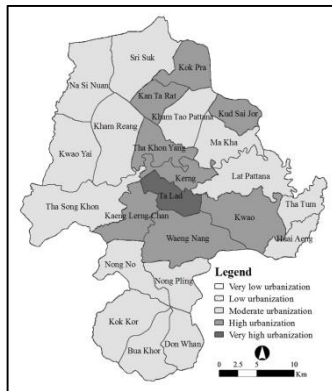 Sri Suk
Kok Pra
Na Si Nuan
Kan Ta Rat
Kham Tao Pattana
Kud Sai Jor
Kham Reang
Tha Khon Yang
Ma Kha
Kwao Yai
Kerng
Lat Pattana
Ta Lad
Tha Song Khon
Kaeng Lerng Chan
Kwao
Tha Tum
Waeng Nang
Huai Aeng
Nong No
Nong Pling
Kok Kor
Bua Khor
Don Whan
Legend
Very low urbanization
Low urbanization
Moderate urbanization
High urbanization
Very high urbanization
0 2.5 5 10
Km